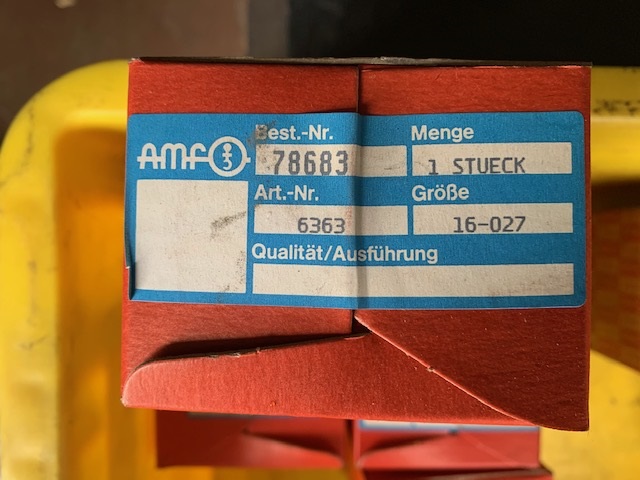 AMF
Best.-Nr. Menge
78683 1 STUECK
Art.-Nr. Größe
6363 16-027
Qualität/Ausführung